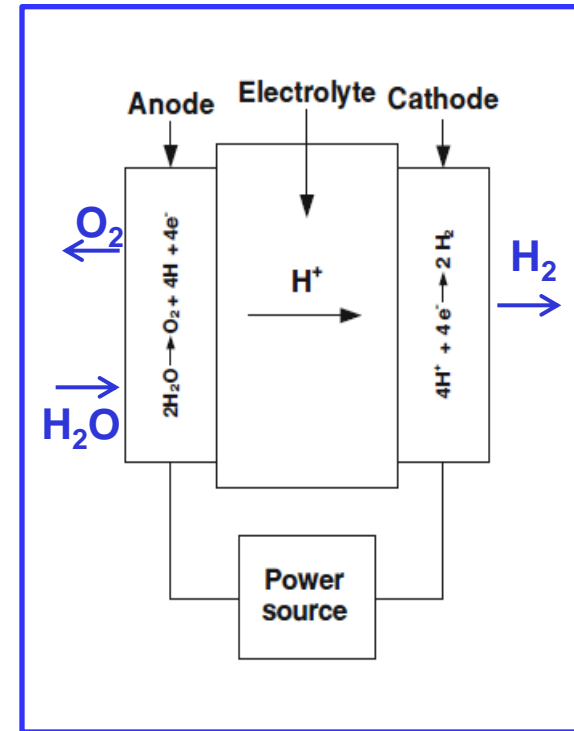 Anode
Electrolyte
Cathode
O₂
H₂O
2H₂O → O₂ + 4H + 4e⁻
H⁺
4H⁺ + 4e⁻ → 2 H₂
H₂
Power
source